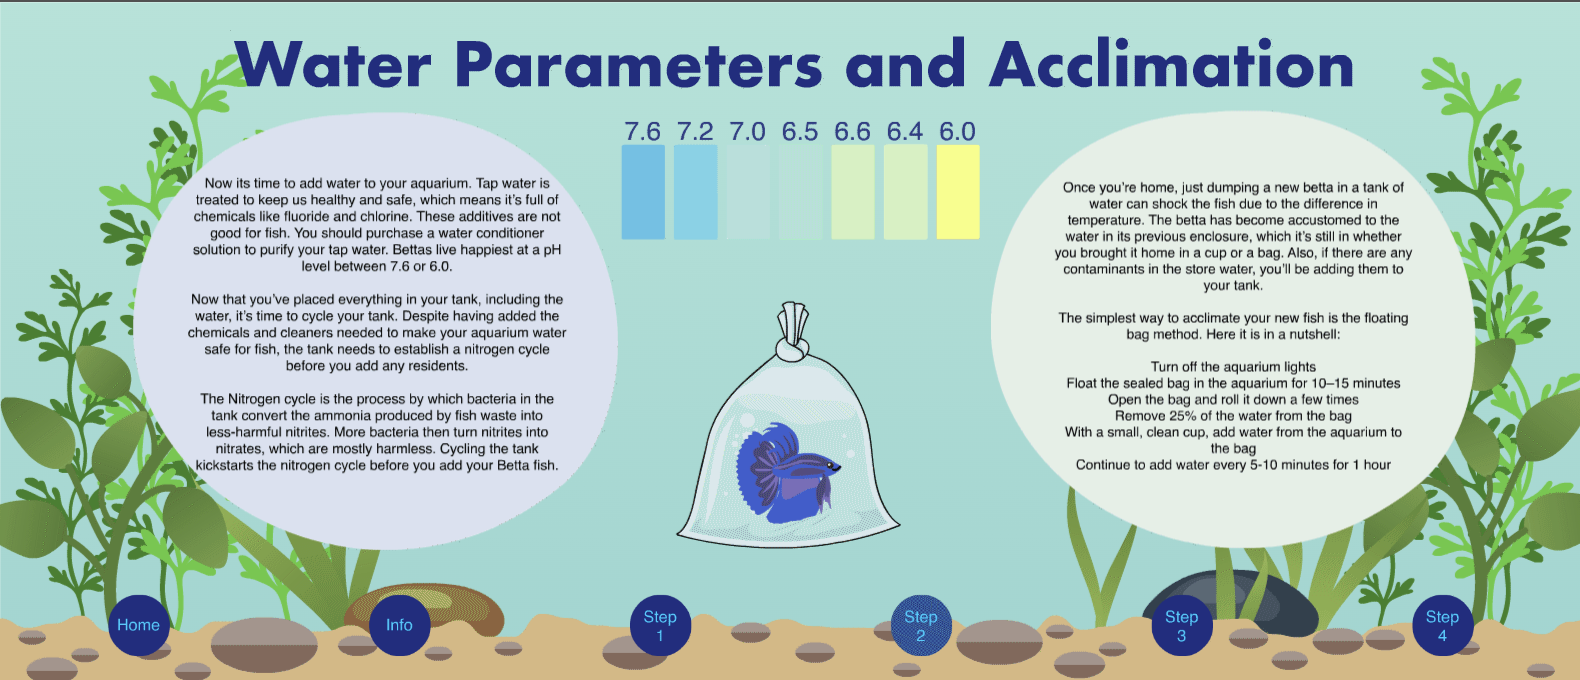 Water Parameters and Acclimation
7.6 7.2 7.0 6.5 6.6 6.4 6.0
Now its time to add water to your aquarium. Tap water is
treated to keep us healthy and safe, which means it's full of
chemicals like fluoride and chlorine. These additives are not
good for fish. You should purchase a water conditioner
solution to purify your tap water. Bettas live happiest at a pH
level between 7.6 or 6.0.
Now that you've placed everything in your tank, including the
water, it's time to cycle your tank. Despite having added the
chemicals and cleaners needed to make your aquarium water
safe for fish, the tank needs to establish a nitrogen cycle
before you add any residents.
The Nitrogen cycle is the process by which bacteria in the
tank convert the ammonia produced by fish waste into
less-harmful nitrites. More bacteria then turn nitrites into
nitrates, which are mostly harmless. Cycling the tank
kickstarts the nitrogen cycle before you add your Betta fish.
Once you're home, just dumping a new betta in a tank of
water can shock the fish due to the difference in
temperature. The betta has become accustomed to the
water in its previous enclosure, which it's still in whether
you brought it home in a cup or a bag. Also, if there are any
contaminants in the store water, you'll be adding them to
your tank.
The simplest way to acclimate your new fish is the floating
bag method. Here it is in a nutshell:
Turn off the aquarium lights
Float the sealed bag in the aquarium for 10–15 minutes
Open the bag and roll it down a few times
Remove 25% of the water from the bag
With a small, clean cup, add water from the aquarium to
the bag
Continue to add water every 5-10 minutes for 1 hour
Home
Info
Step
1
Step
2
Step
3
Step
4